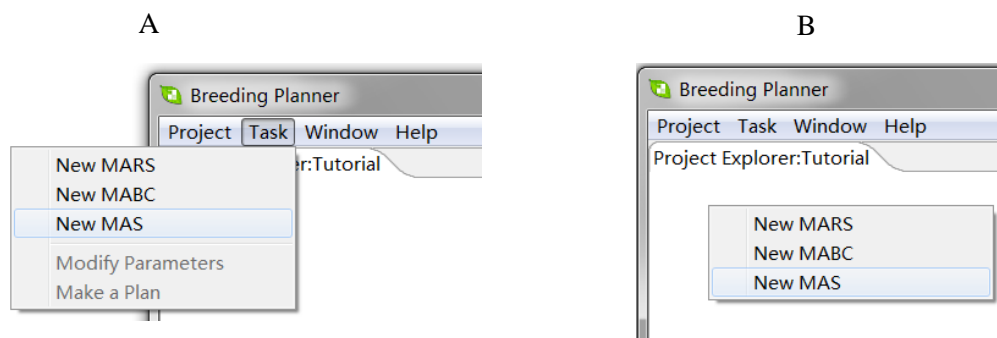 A
Breeding Planner
Project Task Window Help
er:Tutorial
New MARS
New MABC
New MAS
Modify Parameters
Make a Plan
B
Breeding Planner
Project Task Window Help
Project Explorer:Tutorial
New MARS
New MABC
New MAS